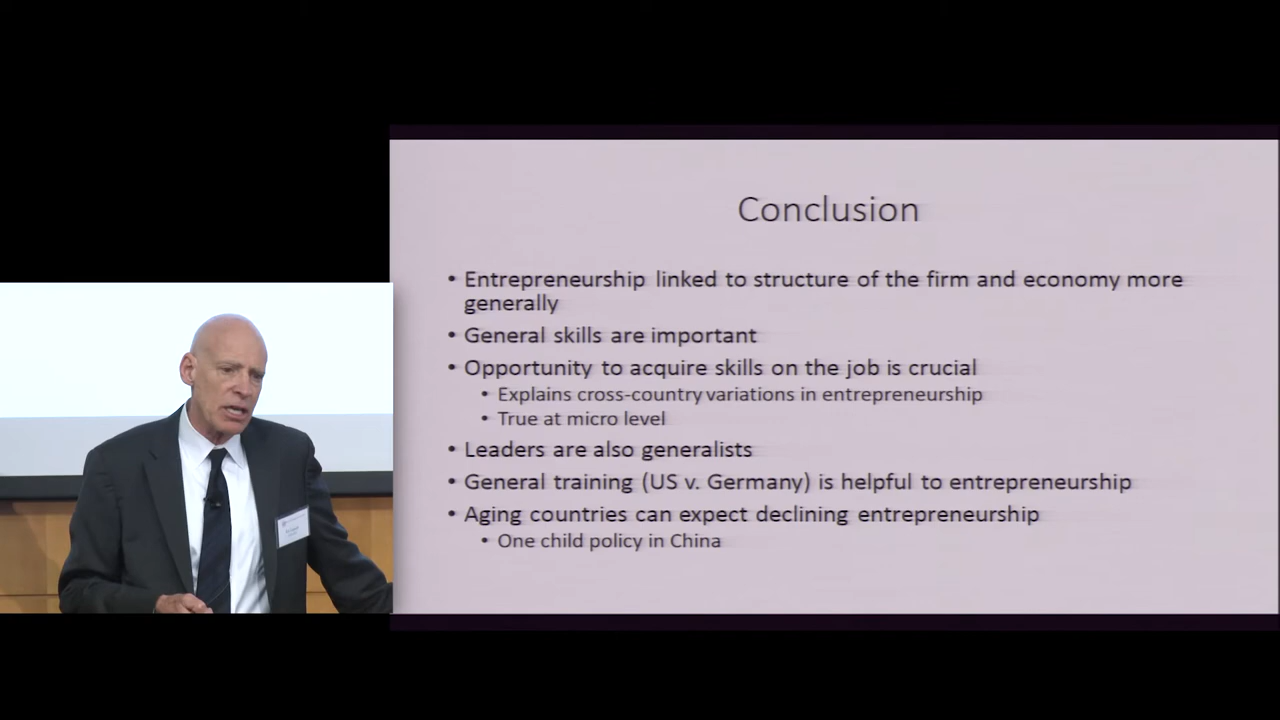 Conclusion
• Entrepreneurship linked to structure of the firm and economy more
generally
• General skills are important
• Opportunity to acquire skills on the job is crucial
• Explains cross-country variations in entrepreneurship
• True at micro level
• Leaders are also generalists
• General training (US v. Germany) is helpful to entrepreneurship
• Aging countries can expect declining entrepreneurship
• One child policy in China